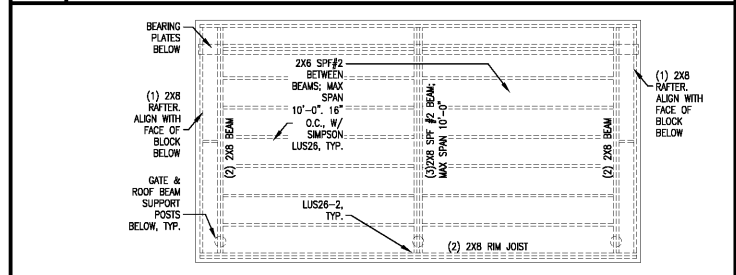 BEARING
PLATES
BELOW
2X6 SPF#2
BETWEEN
BEAMS; MAX
SPAN
10'-0". 16"
O.C., W/
SIMPSON
LUS26, TYP.
(1) 2X8
RAFTER.
ALIGN WITH
FACE OF
BLOCK
BELOW
(1) 2X8
RAFTER.
ALIGN WITH
FACE OF
BLOCK
BELOW
(2) 2X8 BEAM
(3)2X8 SPF #2 BEAM;
MAX SPAN 10'-0"
(2) 2X8 BEAM
GATE &
ROOF BEAM
SUPPORT
POSTS
BELOW, TYP.
LUS26-2,
TYP.
(2) 2X8 RIM JOIST